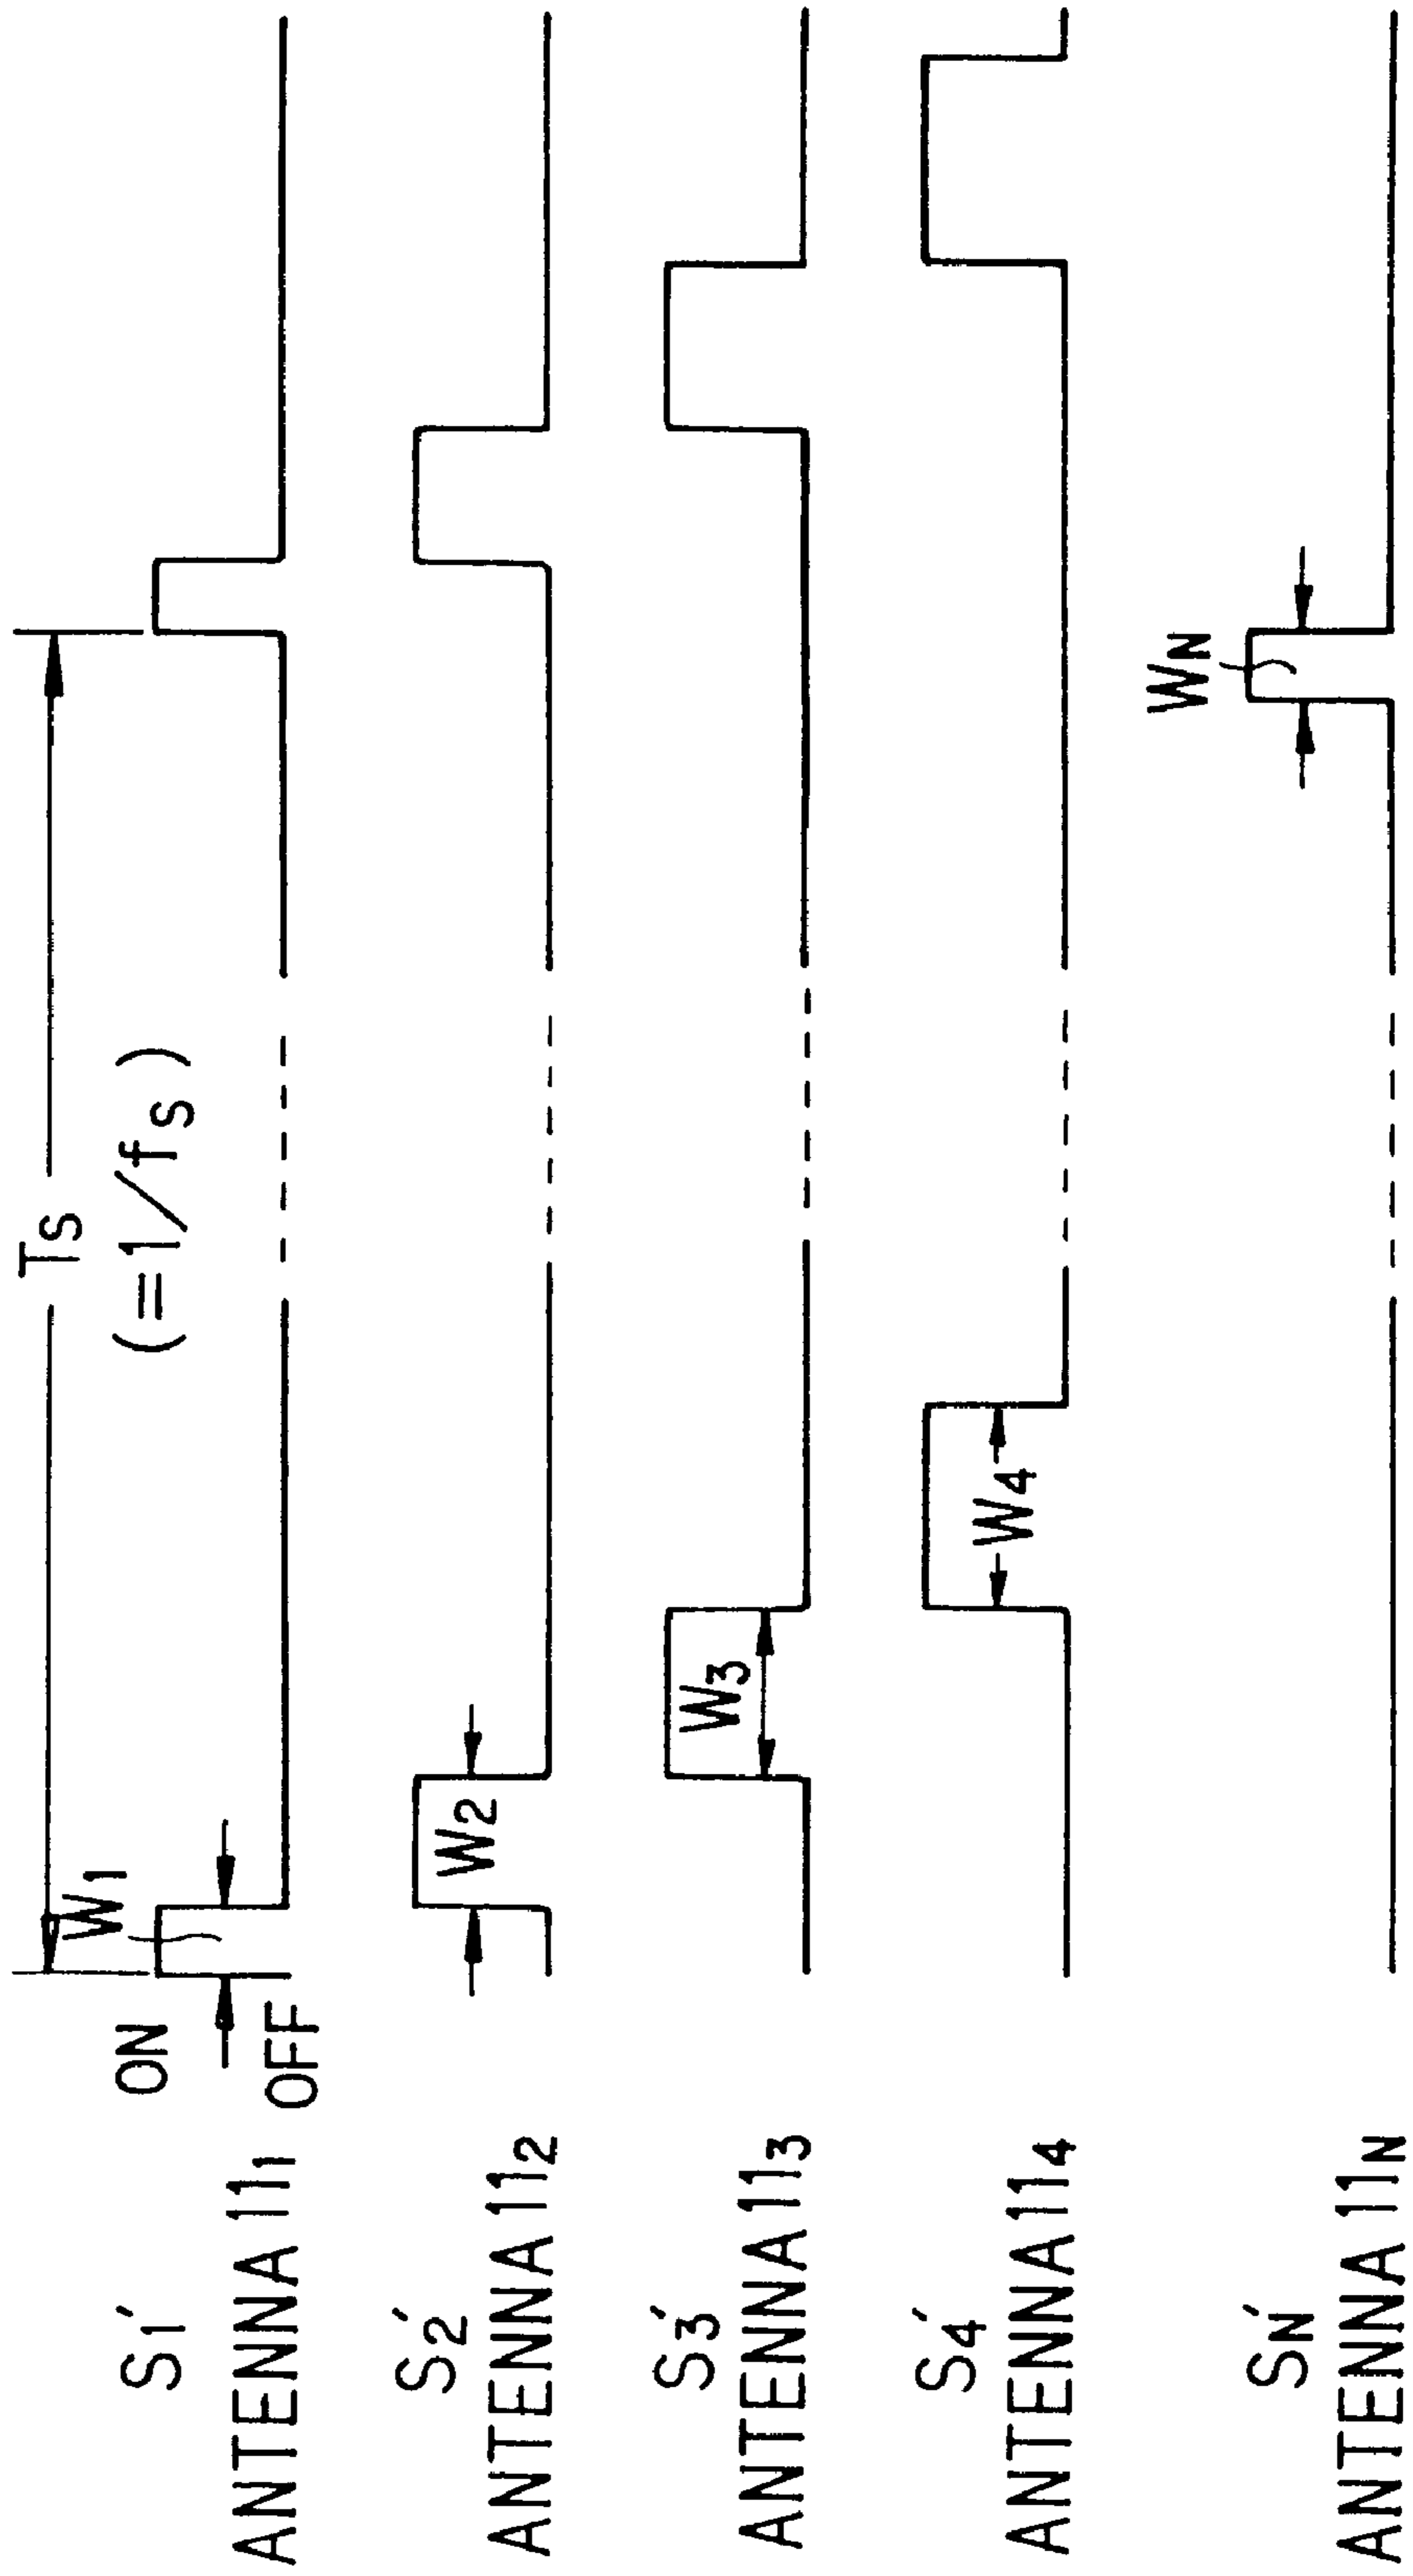 Ts
(=1/fs)
W1
ON
OFF
S1′
ANTENNA 111
W2
S2′
ANTENNA 112
W3
S3′
ANTENNA 113
W4
S4′
ANTENNA 114
WN
SN′
ANTENNA 11N